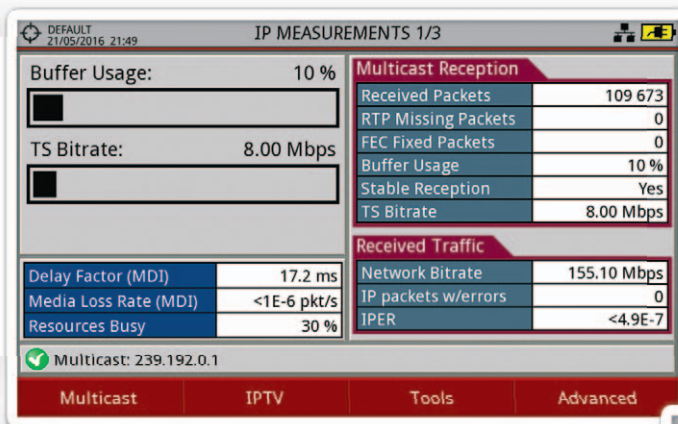 DEFAULT
21/05/2016 21:49
IP MEASUREMENTS 1/3
Buffer Usage: 10 %
TS Bitrate: 8.00 Mbps
Delay Factor (MDI) 17.2 ms
Media Loss Rate (MDI) <1E-6 pkt/s
Resources Busy 30 %
Multicast Reception
Received Packets 109 673
RTP Missing Packets 0
FEC Fixed Packets 0
Buffer Usage 10 %
Stable Reception Yes
TS Bitrate 8.00 Mbps
Received Traffic
Network Bitrate 155.10 Mbps
IP packets w/errors 0
IPER <4.9E-7
Multicast: 239.192.0.1
Multicast IPTV Tools Advanced